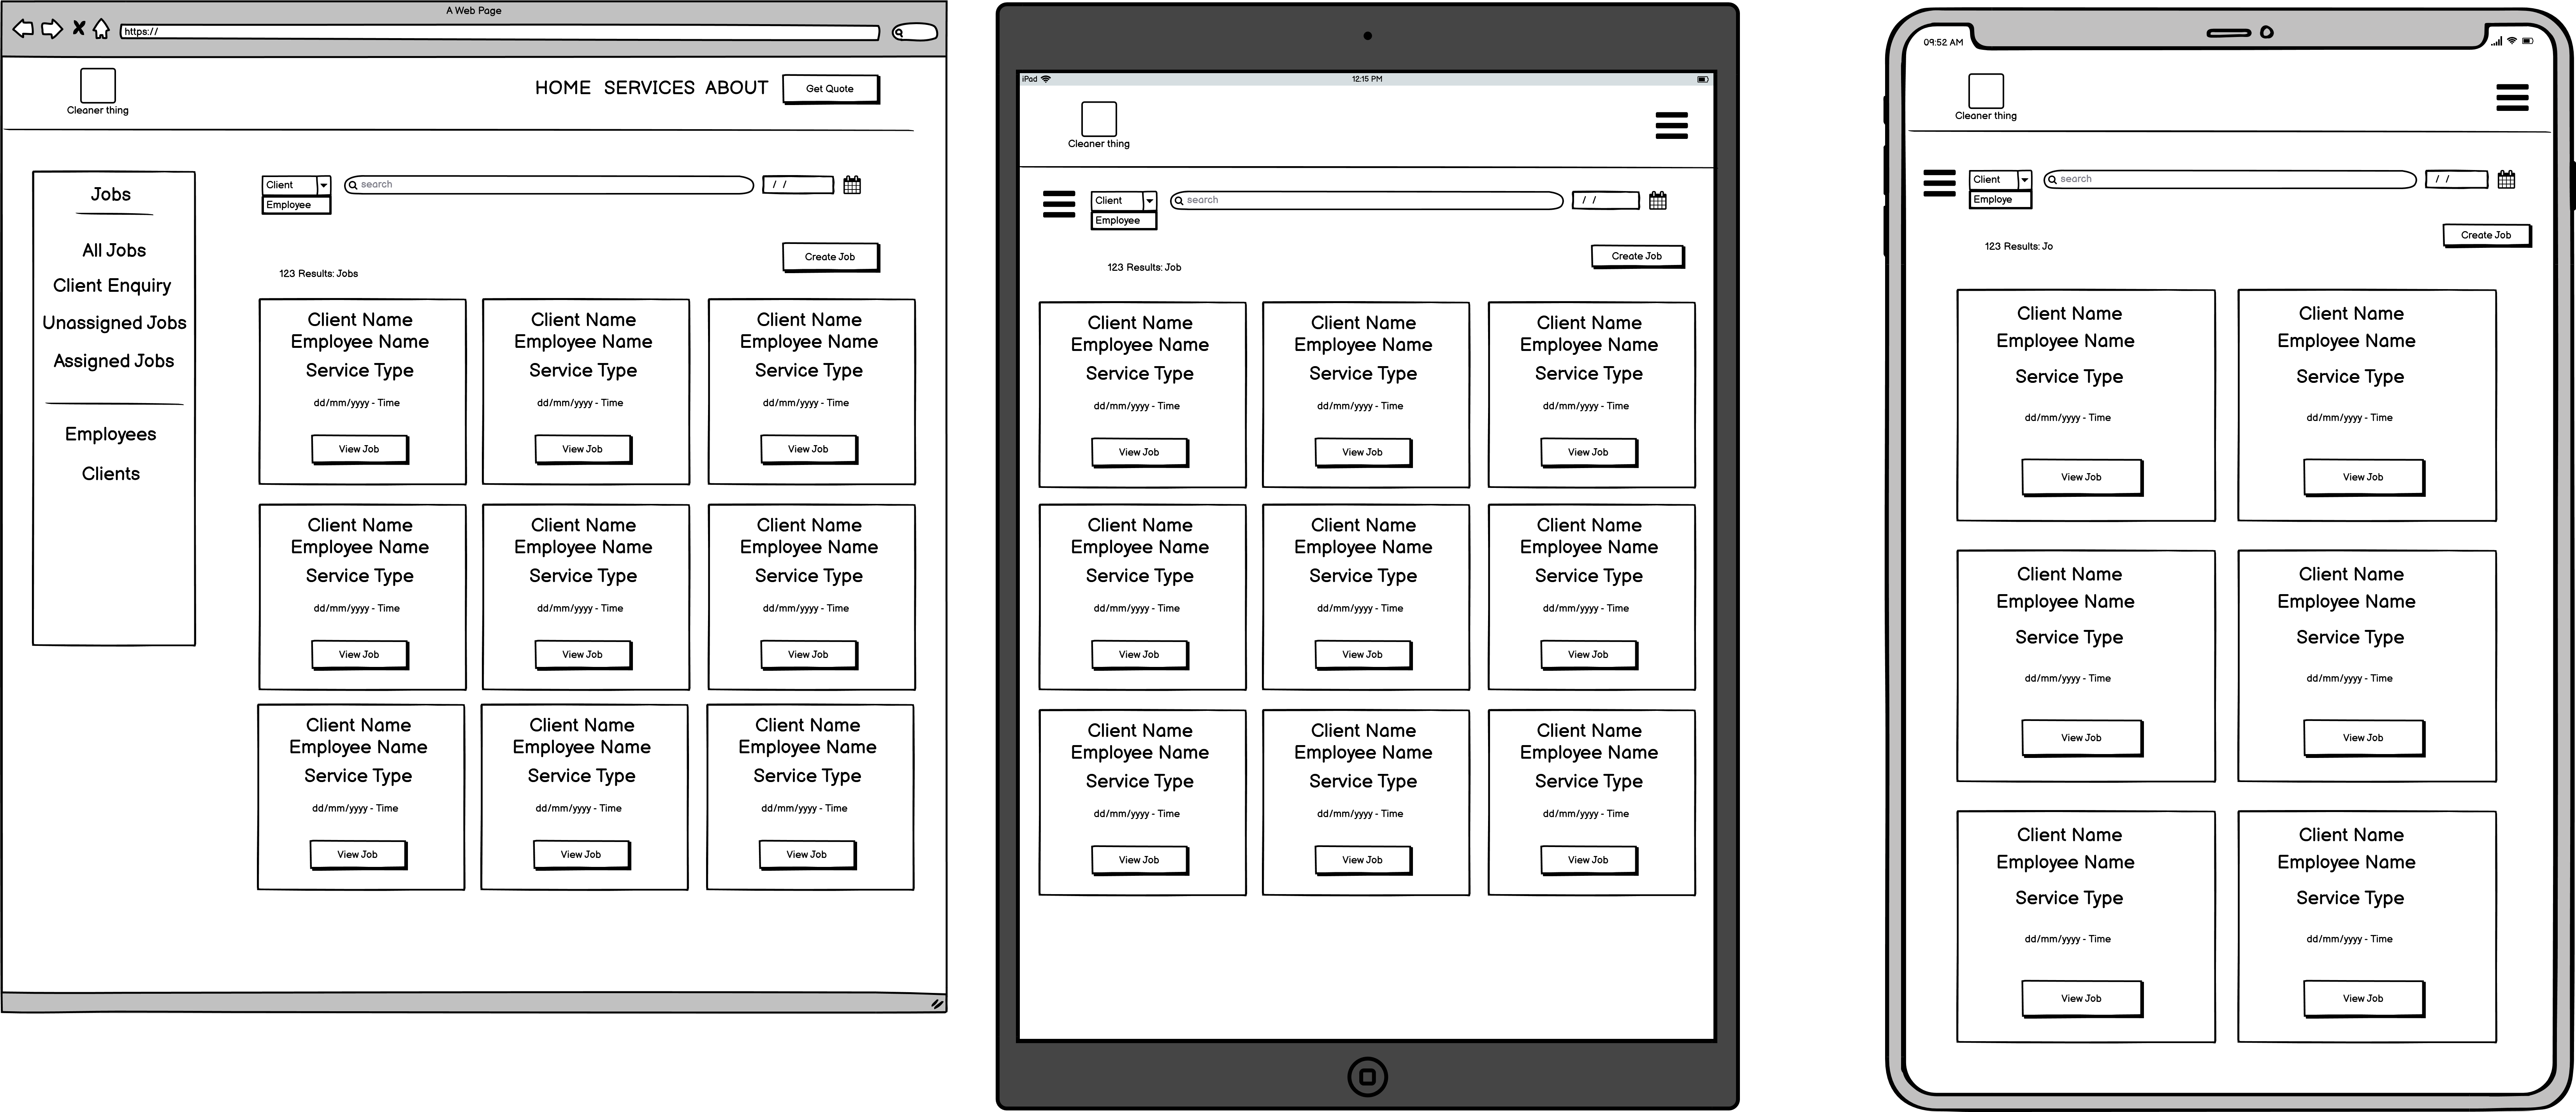 A Web Page
https://
Cleaner thing
HOME SERVICES ABOUT Get Quote
Jobs
All Jobs
Client Enquiry
Unassigned Jobs
Assigned Jobs
Employees
Clients
Client search / /
Employee
Create Job
123 Results: Jobs
Client Name Client Name Client Name
Employee Name Employee Name Employee Name
Service Type Service Type Service Type
dd/mm/yyyy - Time dd/mm/yyyy - Time dd/mm/yyyy - Time
View Job View Job View Job
Client Name Client Name Client Name
Employee Name Employee Name Employee Name
Service Type Service Type Service Type
dd/mm/yyyy - Time dd/mm/yyyy - Time dd/mm/yyyy - Time
View Job View Job View Job
Client Name Client Name Client Name
Employee Name Employee Name Employee Name
Service Type Service Type Service Type
dd/mm/yyyy - Time dd/mm/yyyy - Time dd/mm/yyyy - Time
View Job View Job View Job
iPad 12:15 PM
Cleaner thing
Client search / /
Employee
Create Job
123 Results: Job
Client Name Client Name Client Name
Employee Name Employee Name Employee Name
Service Type Service Type Service Type
dd/mm/yyyy - Time dd/mm/yyyy - Time dd/mm/yyyy - Time
View Job View Job View Job
Client Name Client Name Client Name
Employee Name Employee Name Employee Name
Service Type Service Type Service Type
dd/mm/yyyy - Time dd/mm/yyyy - Time dd/mm/yyyy - Time
View Job View Job View Job
Client Name Client Name Client Name
Employee Name Employee Name Employee Name
Service Type Service Type Service Type
dd/mm/yyyy - Time dd/mm/yyyy - Time dd/mm/yyyy - Time
View Job View Job View Job
09:52 AM
Cleaner thing
Client search / /
Employe
Create Job
123 Results: Jo
Client Name Client Name
Employee Name Employee Name
Service Type Service Type
dd/mm/yyyy - Time dd/mm/yyyy - Time
View Job View Job
Client Name Client Name
Employee Name Employee Name
Service Type Service Type
dd/mm/yyyy - Time dd/mm/yyyy - Time
View Job View Job
Client Name Client Name
Employee Name Employee Name
Service Type Service Type
dd/mm/yyyy - Time dd/mm/yyyy - Time
View Job View Job